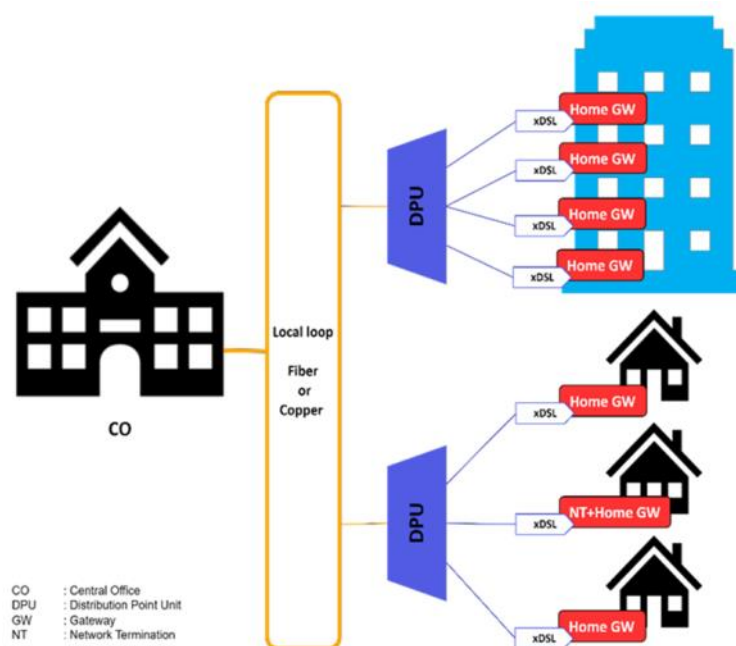 Home GW
xDSL
Home GW
xDSL
DPU
Home GW
xDSL
Home GW
xDSL
Local loop
Fiber
or
Copper
CO
Home GW
xDSL
DPU
NT+Home GW
xDSL
Home GW
xDSL
CO : Central Office
DPU : Distribution Point Unit
GW : Gateway
NT : Network Termination